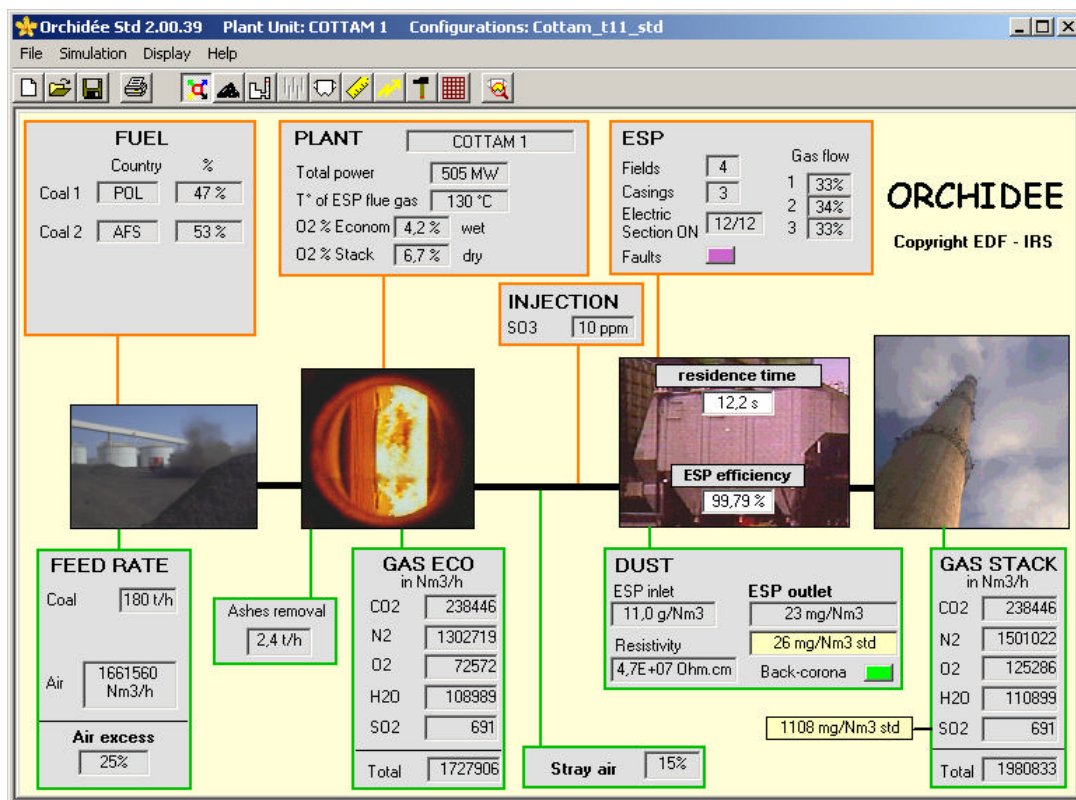 Orchidée Std 2.00.39 Plant Unit: COTTAM 1 Configurations: Cottam_t11_std
File Simulation Display Help
FUEL
Country %
Coal 1 POL 47 %
Coal 2 AFS 53 %
PLANT COTTAM 1
Total power 505 MW
T° of ESP flue gas 130 °C
O2 % Econom 4,2 % wet
O2 % Stack 6,7 % dry
ESP
Fields 4
Casings 3
Electric
Section ON 12/12
Faults
Gas flow
1 33%
2 34%
3 33%
ORCHIDEE
Copyright EDF - IRS
INJECTION
SO3 10 ppm
residence time
12,2 s
ESP efficiency
99,79 %
FEED RATE
Coal 180 t/h
Air 1661560
Nm3/h
Air excess
25%
Ashes removal
2,4 t/h
GAS ECO
in Nm3/h
CO2 238446
N2 1302719
O2 72572
H2O 108989
SO2 691
Total 1727906
Stray air 15%
DUST
ESP inlet
11,0 g/Nm3
Resistivity
4,7E+07 Ohm.cm
ESP outlet
23 mg/Nm3
26 mg/Nm3 std
Back-corona
1108 mg/Nm3 std
GAS STACK
in Nm3/h
CO2 238446
N2 1501022
O2 125286
H2O 110899
SO2 691
Total 1980833